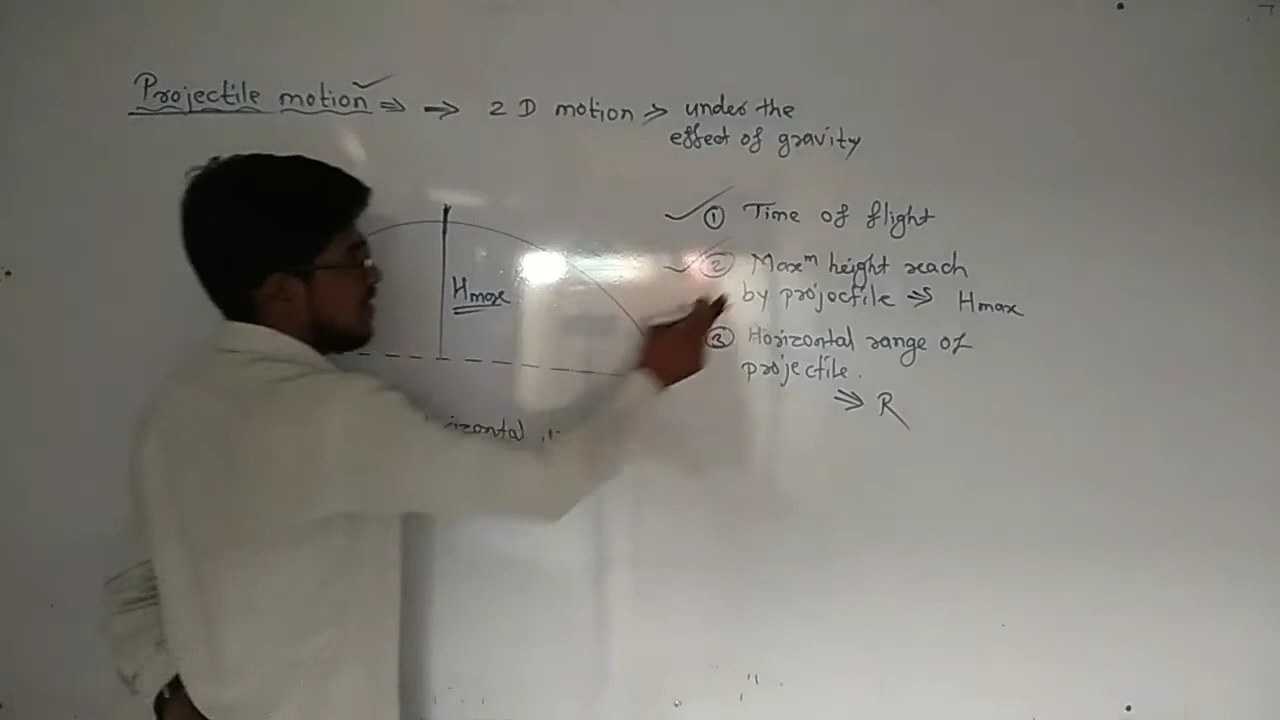 Projectile motion ✓ ⇒ → 2 D motion ⇒ under the
effect of gravity
✓ ① Time of flight
✓ ② Maxᵐ height reach
by projectile ⇒ Hmax
③ Horizontal range of
projectile.
⇒ R
Hmax
izontal